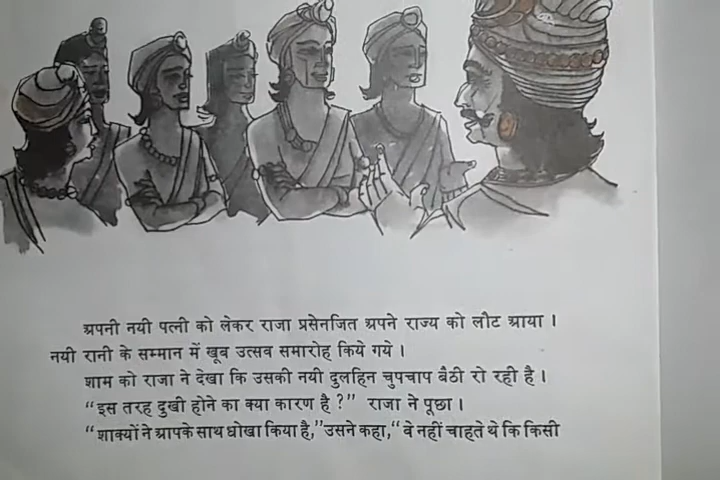 अपनी नयी पत्नी को लेकर राजा प्रसेनजित अपने राज्य को लौट आया ।
नयी रानी के सम्मान में खूब उत्सव समारोह किये गये ।
शाम को राजा ने देखा कि उसकी नयी दुलहिन चुपचाप बैठी रो रही है ।
“इस तरह दुखी होने का क्या कारण है ?” राजा ने पूछा ।
“शाक्यों ने आपके साथ धोखा किया है,” उसने कहा, “वे नहीं चाहते थे कि किसी